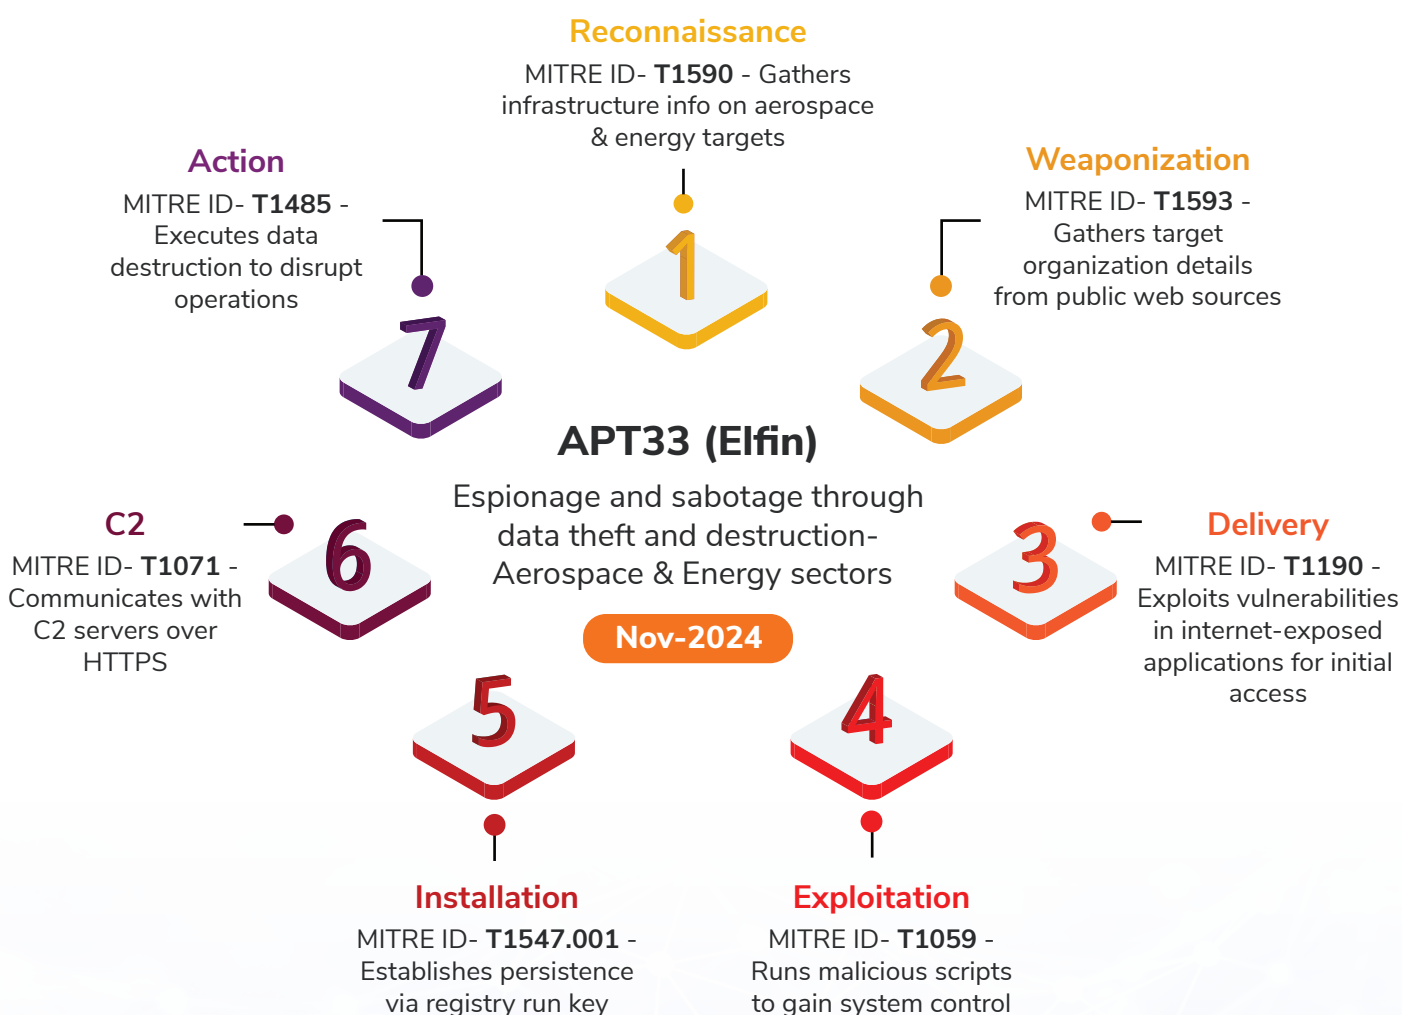 Reconnaissance
MITRE ID- T1590 - Gathers
infrastructure info on aerospace
& energy targets
1
Weaponization
MITRE ID- T1593 -
Gathers target
organization details
from public web sources
2
Delivery
MITRE ID- T1190 -
Exploits vulnerabilities
in internet-exposed
applications for initial
access
3
Exploitation
MITRE ID- T1059 -
Runs malicious scripts
to gain system control
4
Installation
MITRE ID- T1547.001 -
Establishes persistence
via registry run key
5
C2
MITRE ID- T1071 -
Communicates with
C2 servers over
HTTPS
6
Action
MITRE ID- T1485 -
Executes data
destruction to disrupt
operations
7
APT33 (Elfin)
Espionage and sabotage through
data theft and destruction-
Aerospace & Energy sectors
Nov-2024